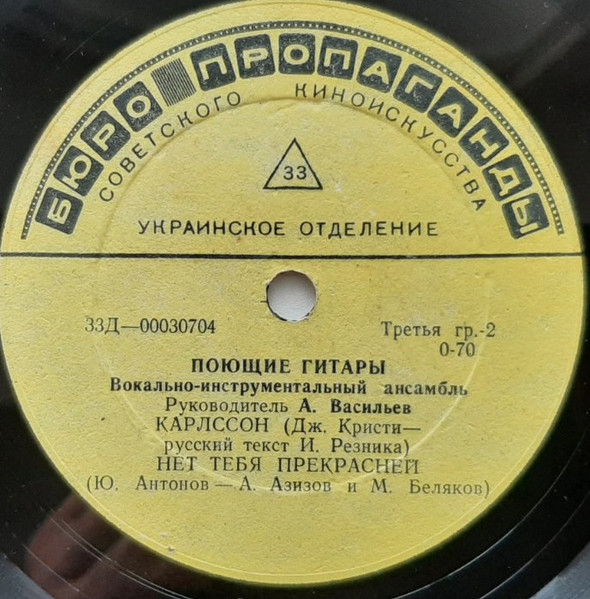 БЮРО ПРОПАГАНДЫ
СОВЕТСКОГО КИНОИСКУССТВА
33
УКРАИНСКОЕ ОТДЕЛЕНИЕ
33Д—00030704
Третья гр.-2
0-70
ПОЮЩИЕ ГИТАРЫ
Вокально-инструментальный ансамбль
Руководитель А. Васильев
КАРЛССОН (Дж. Кристи—
русский текст И. Резника)
НЕТ ТЕБЯ ПРЕКРАСНЕЙ
(Ю. Антонов — А. Азизов и М. Беляков)